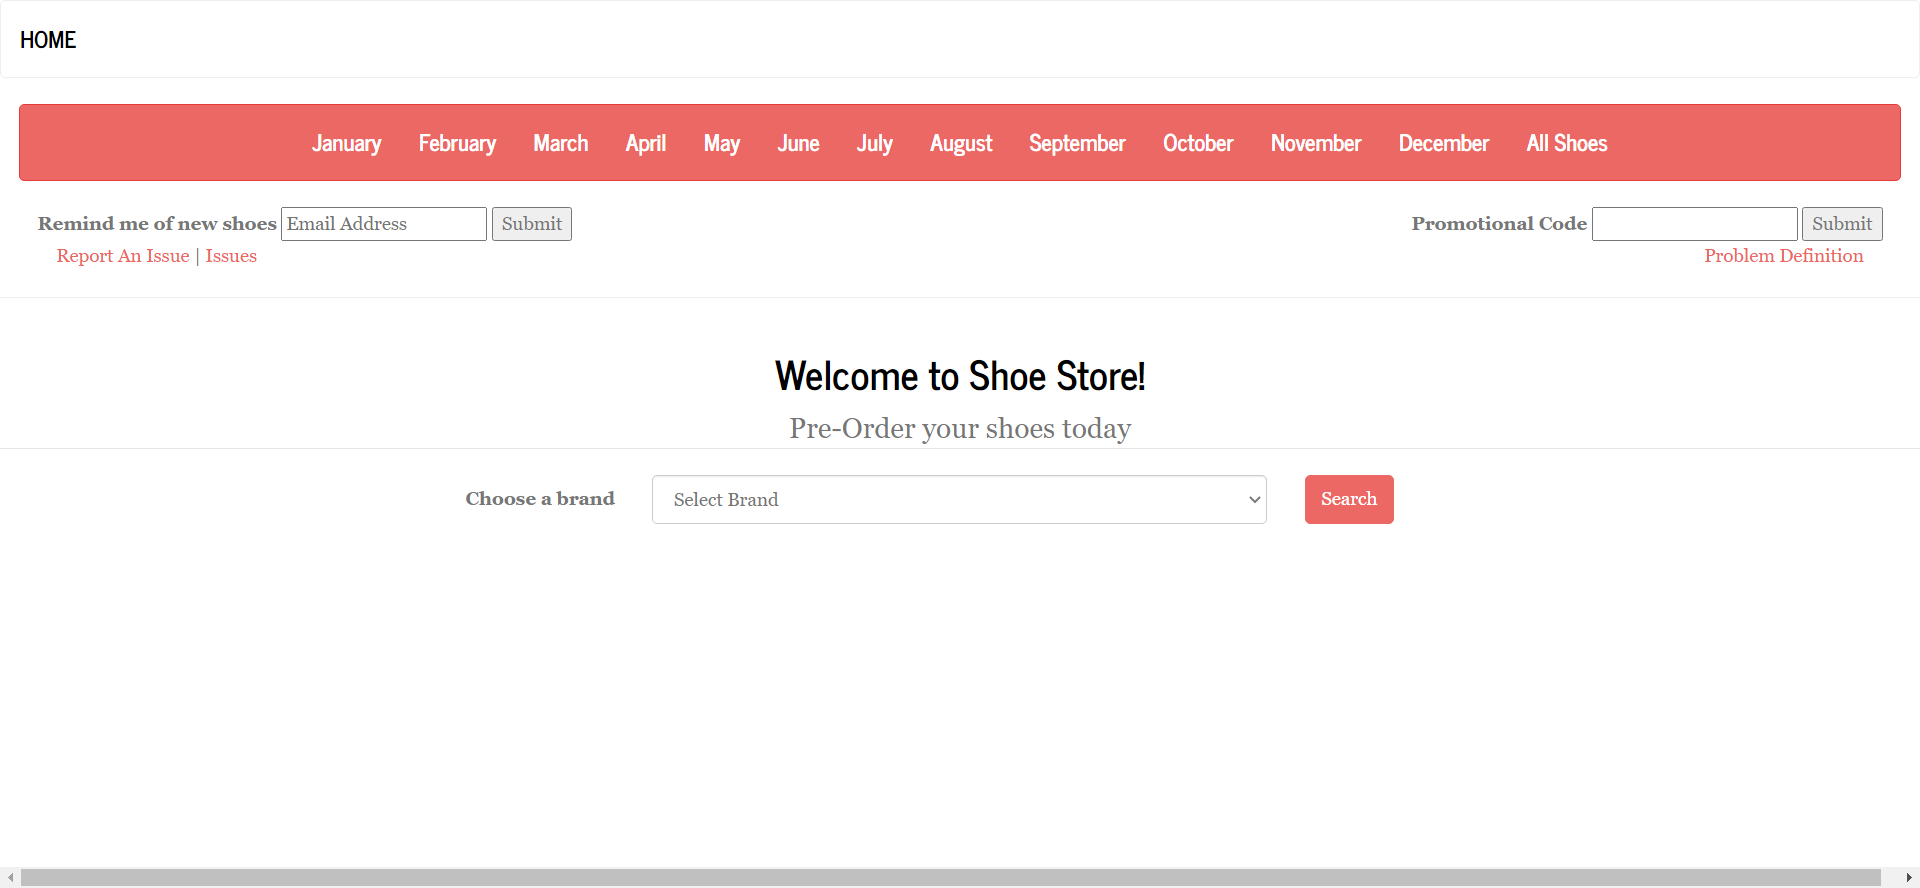 HOME
January February March April May June July August September October November December All Shoes
Remind me of new shoes Email Address Submit Promotional Code Submit
Report An Issue | Issues Problem Definition
Welcome to Shoe Store!
Pre-Order your shoes today
Choose a brand Select Brand Search